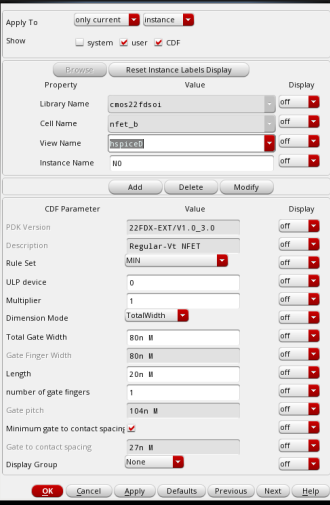 Apply To only current instance
Show system user CDF
Browse Reset Instance Labels Display
Property Value Display
Library Name cmos22fdsoi off
Cell Name nfet_b off
View Name hspiceD off
Instance Name N0 off
Add Delete Modify
CDF Parameter Value Display
PDK Version 22FDX-EXT/V1.0_3.0 off
Description Regular-Vt NFET off
Rule Set MIN off
ULP device 0 off
Multiplier 1 off
Dimension Mode TotalWidth off
Total Gate Width 80n M off
Gate Finger Width 80n M off
Length 20n M off
number of gate fingers 1 off
Gate pitch 104n M off
Minimum gate to contact spacing off
Gate to contact spacing 27n M off
Display Group None off
OK Cancel Apply Defaults Previous Next Help